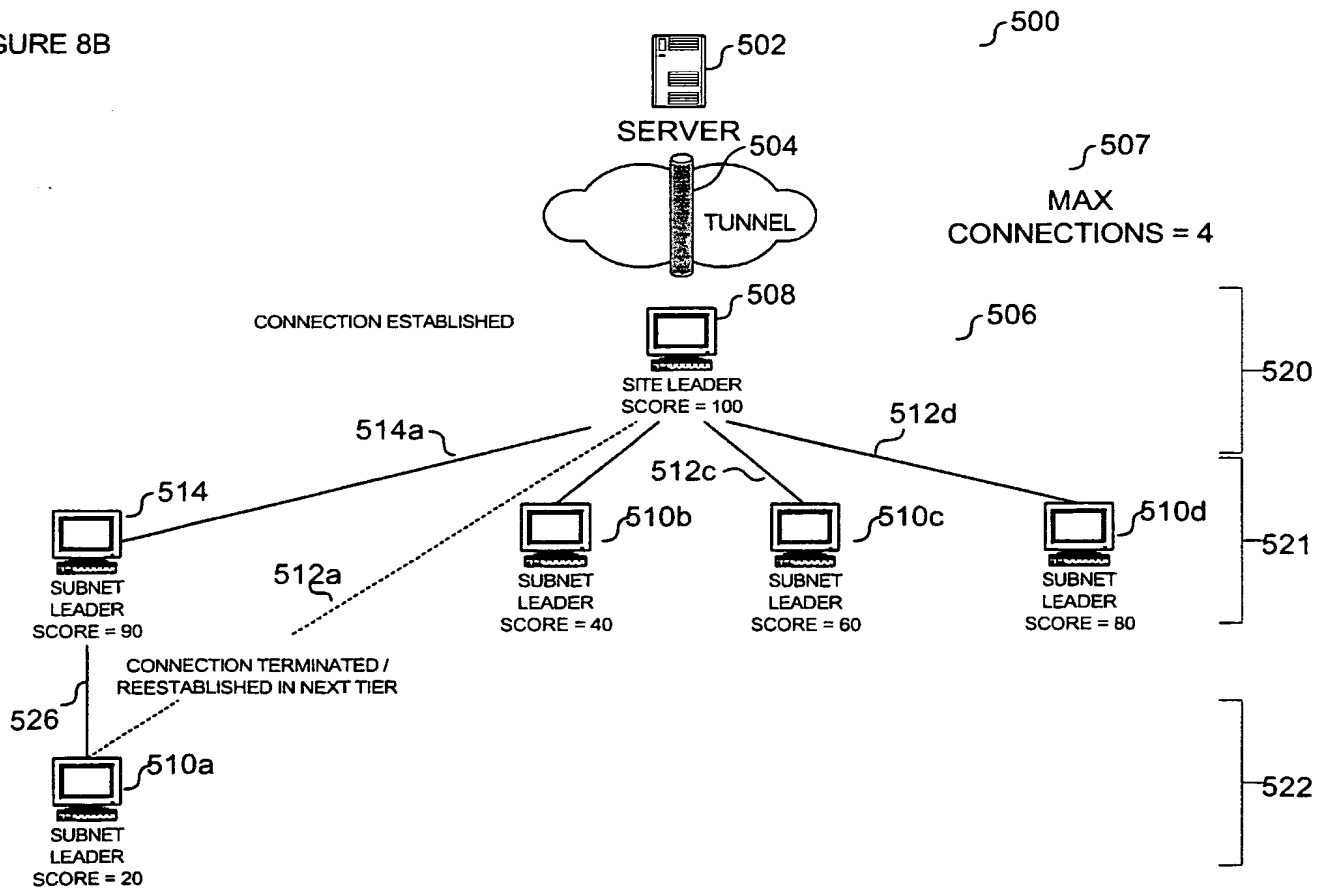 GURE 8B
502
500
SERVER
504
507
TUNNEL
MAX
CONNECTIONS = 4
508
CONNECTION ESTABLISHED
506
520
SITE LEADER
SCORE = 100
514a
512d
512c
514
510b
510c
510d
521
512a
SUBNET
LEADER
SCORE = 90
SUBNET
LEADER
SCORE = 40
SUBNET
LEADER
SCORE = 60
SUBNET
LEADER
SCORE = 80
CONNECTION TERMINATED /
REESTABLISHED IN NEXT TIER
526
510a
522
SUBNET
LEADER
SCORE = 20